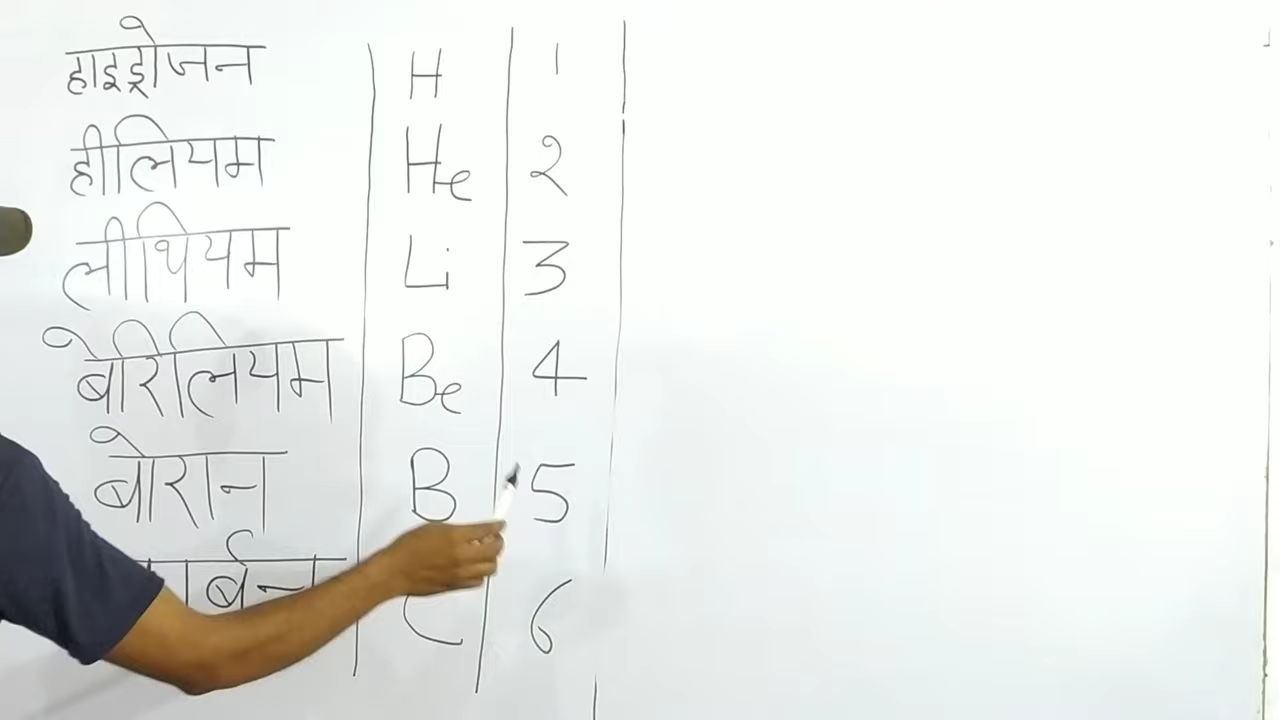 हाइड्रोजन H 1
हीलियम He 2
लीथियम Li 3
बेरिलियम Be 4
बोरान B 5
C 6